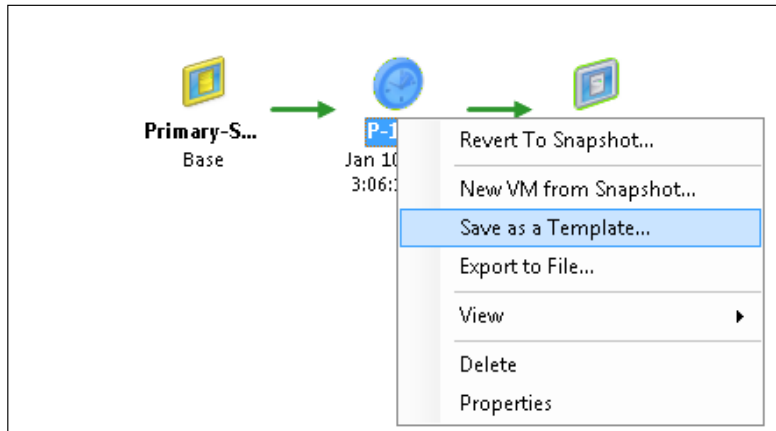 Primary-S...
Base
P-1
Jan 10
3:06:
Revert To Snapshot...
New VM from Snapshot...
Save as a Template...
Export to File...
View
Delete
Properties